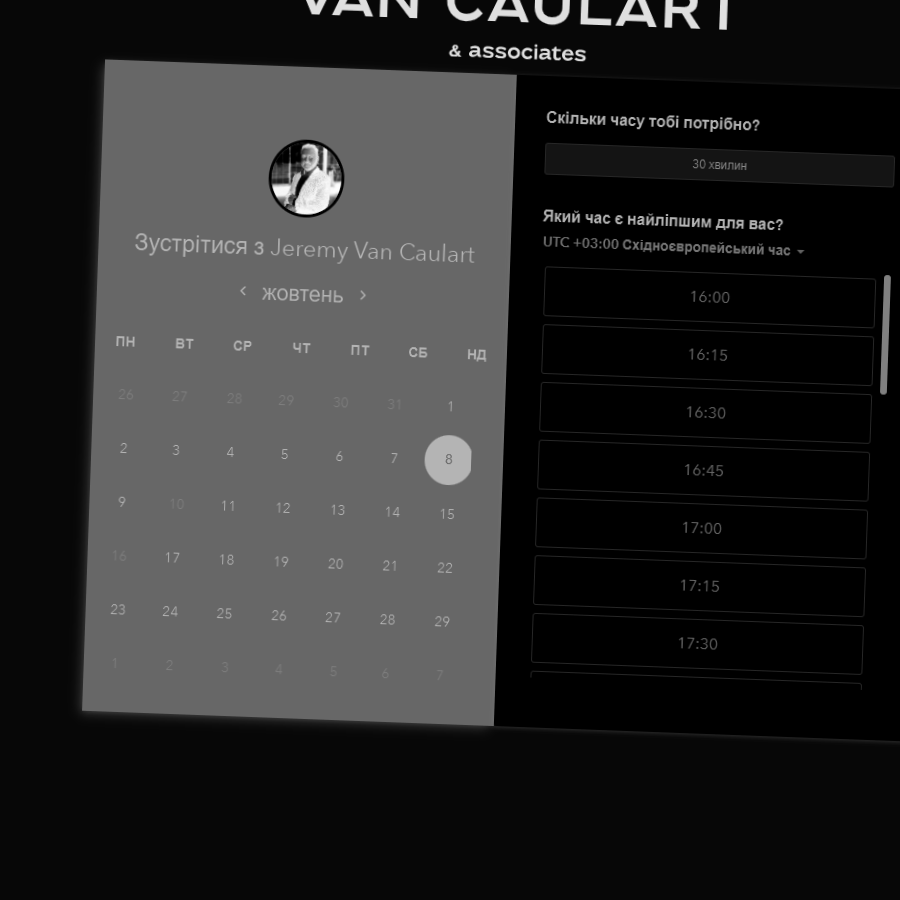 VAN CAULART
& associates
Зустрітися з Jeremy Van Caulart
жовтень
ПН ВТ СР ЧТ ПТ СБ НД
26 27 28 29 30 31 1
2 3 4 5 6 7 8
9 10 11 12 13 14 15
16 17 18 19 20 21 22
23 24 25 26 27 28 29
1 2 3 4 5 6 7
Скільки часу тобі потрібно?
30 хвилин
Який час є найліпшим для вас?
UTC +03:00 Східноєвропейський час
16:00
16:15
16:30
16:45
17:00
17:15
17:30